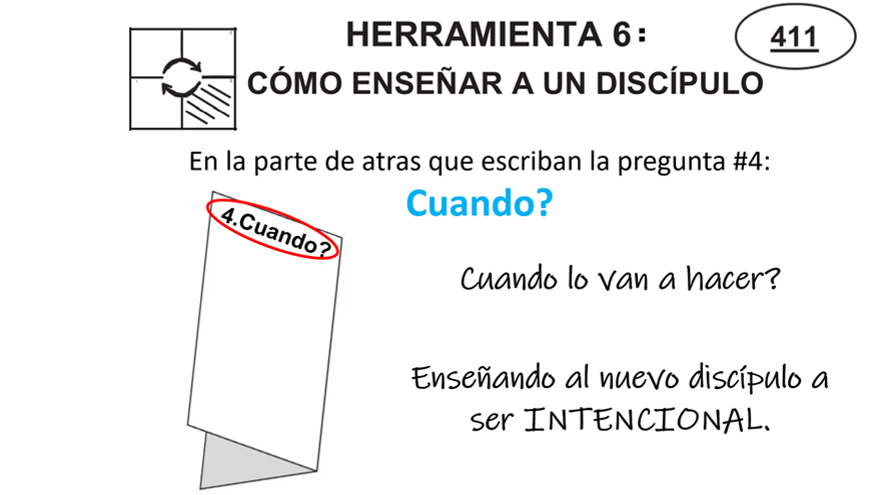 HERRAMIENTA 6:
411
CÓMO ENSEÑAR A UN DISCÍPULO
En la parte de atras que escriban la pregunta #4:
Cuando?
4.Cuando?
Cuando lo van a hacer?
Enseñando al nuevo discípulo a
ser INTENCIONAL.